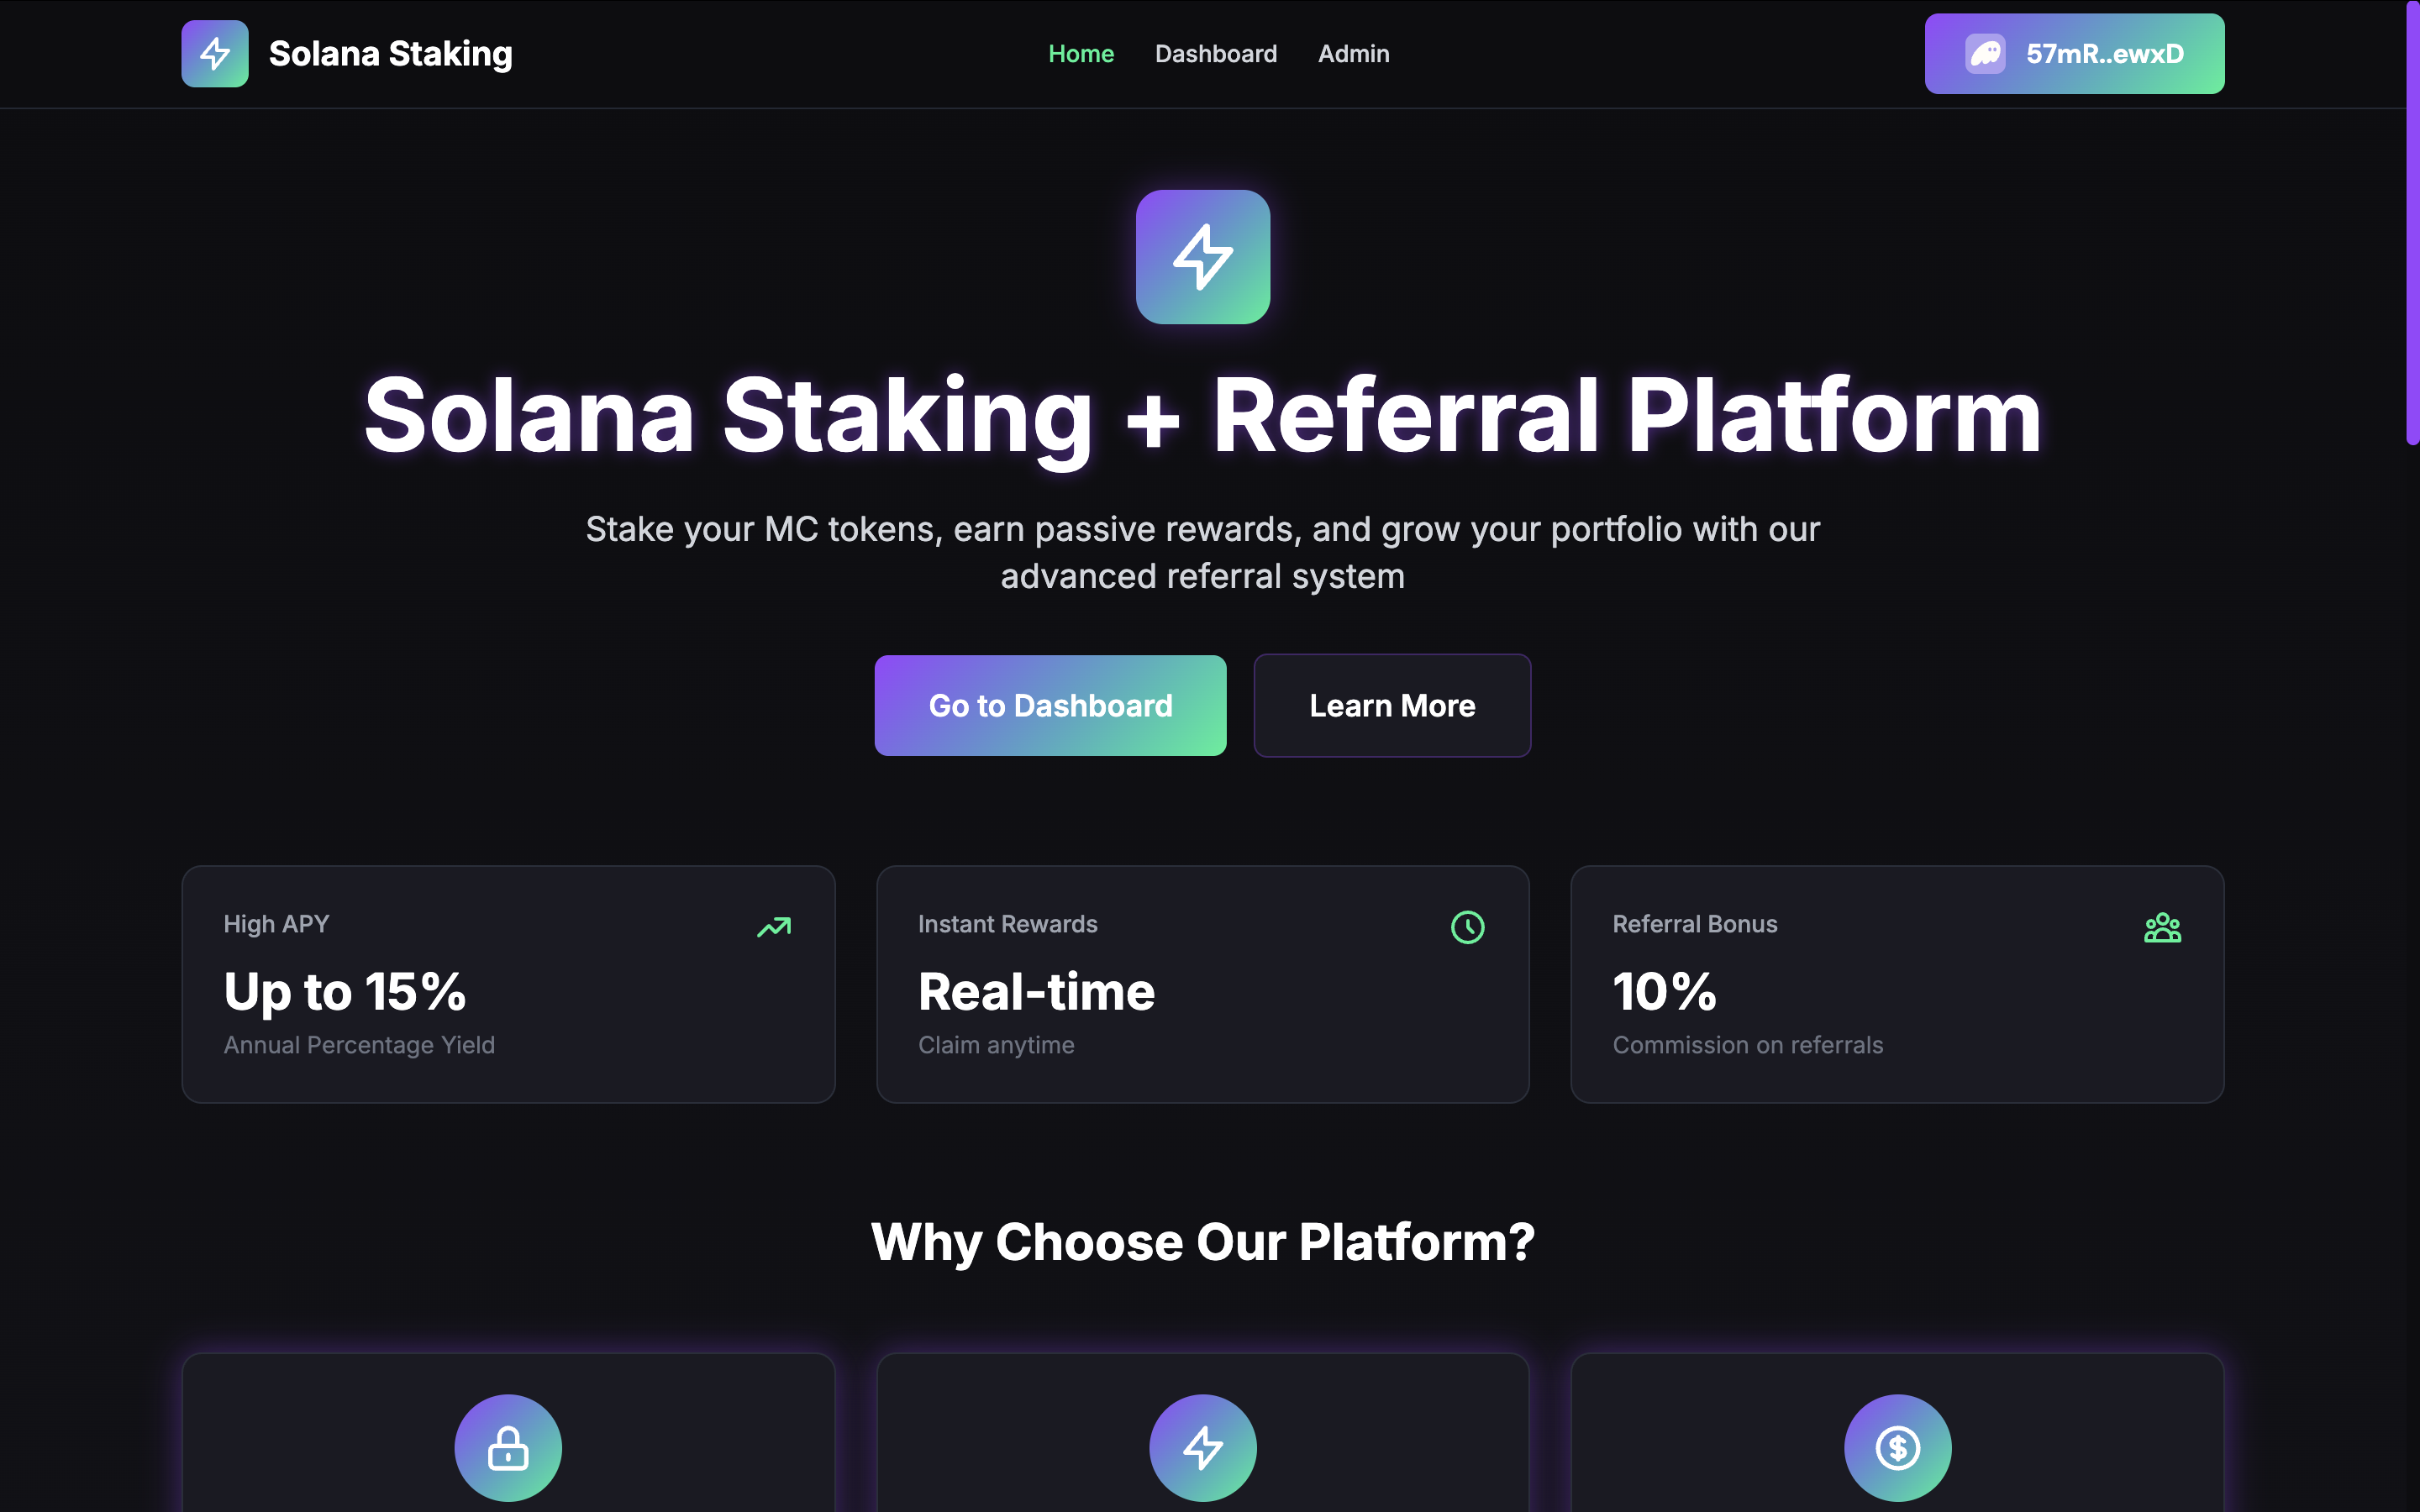 Solana Staking
Home
Dashboard
Admin
57mR..ewxD
Solana Staking + Referral Platform
Stake your MC tokens, earn passive rewards, and grow your portfolio with our
advanced referral system
Go to Dashboard
Learn More
High APY
Up to 15%
Annual Percentage Yield
Instant Rewards
Real-time
Claim anytime
Referral Bonus
10%
Commission on referrals
Why Choose Our Platform?